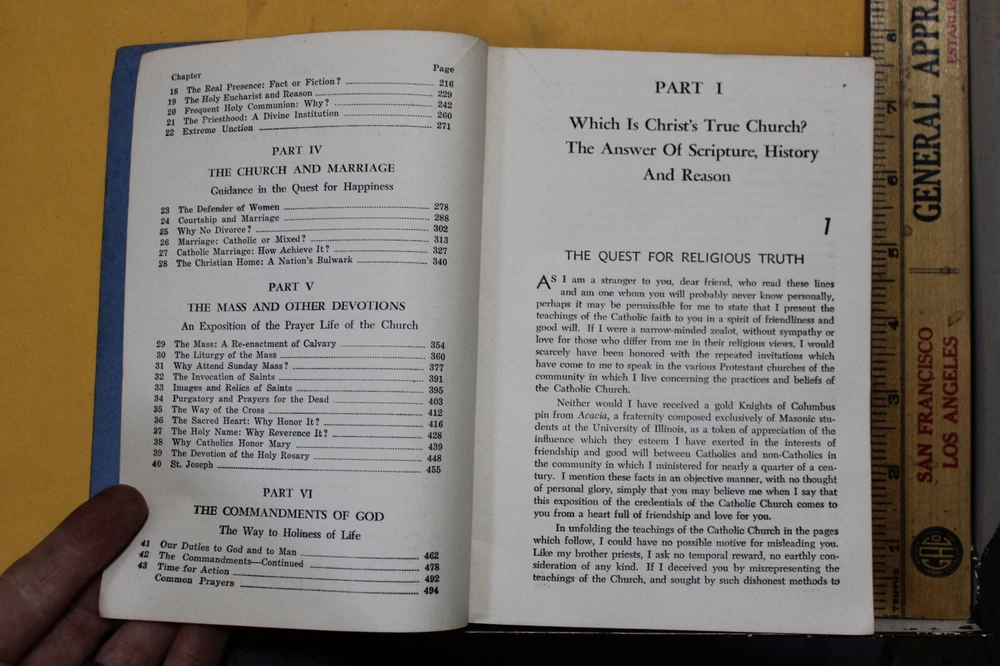 Chapter Page
18 The Real Presence: Fact or Fiction? 216
19 The Holy Eucharist and Reason 229
20 Frequent Holy Communion: Why? 242
21 The Priesthood: A Divine Institution 260
22 Extreme Unction 271
PART IV
THE CHURCH AND MARRIAGE
Guidance in the Quest for Happiness
23 The Defender of Women 278
24 Courtship and Marriage 288
25 Why No Divorce? 302
26 Marriage: Catholic or Mixed? 313
27 Catholic Marriage: How Achieve It? 327
28 The Christian Home: A Nation's Bulwark 340
PART V
THE MASS AND OTHER DEVOTIONS
An Exposition of the Prayer Life of the Church
29 The Mass: A Re-enactment of Calvary 354
30 The Liturgy of the Mass 360
31 Why Attend Sunday Mass? 377
32 The Invocation of Saints 391
33 Images and Relics of Saints 395
34 Purgatory and Prayers for the Dead 403
35 The Way of the Cross 412
36 The Sacred Heart: Why Honor It? 416
37 The Holy Name: Why Reverence It? 428
38 Why Catholics Honor Mary 439
39 The Devotion of the Holy Rosary 448
40 St. Joseph 455
PART VI
THE COMMANDMENTS OF GOD
The Way to Holiness of Life
41 Our Duties to God and to Man 462
42 The Commandments—Continued 478
43 Time for Action 492
Common Prayers 494
PART I
Which Is Christ's True Church?
The Answer Of Scripture, History
And Reason
1
THE QUEST FOR RELIGIOUS TRUTH
AS I am a stranger to you, dear friend, who read these lines
and am one whom you will probably never know personally,
perhaps it may be permissible for me to state that I present the
teachings of the Catholic faith to you in a spirit of friendliness and
good will. If I were a narrow-minded zealot, without sympathy or
love for those who differ from me in their religious views, I would
scarcely have been honored with the repeated invitations which
have come to me to speak in the various Protestant churches of the
community in which I live concerning the practices and beliefs of
the Catholic Church.
Neither would I have received a gold Knights of Columbus
pin from Acacia, a fraternity composed exclusively of Masonic stu-
dents at the University of Illinois, as a token of appreciation of the
influence which they esteem I have exerted in the interests of
friendship and good will between Catholics and non-Catholics in
the community in which I ministered for nearly a quarter of a cen-
tury. I mention these facts in an objective manner, with no thought
of personal glory, simply that you may believe me when I say that
this exposition of the credentials of the Catholic Church comes to
you from a heart full of friendship and love for you.
In unfolding the teachings of the Catholic Church in the pages
which follow, I could have no possible motive for misleading you.
Like my brother priests, I ask no temporal reward, no earthly con-
sideration of any kind. If I deceived you by misrepresenting the
teachings of the Church, and sought by such dishonest methods to
GENERAL APPRA
ESTABLIS
SAN FRANCISCO
LOS ANGELES
TENTHS
1
2
3
4
5
6
7
8